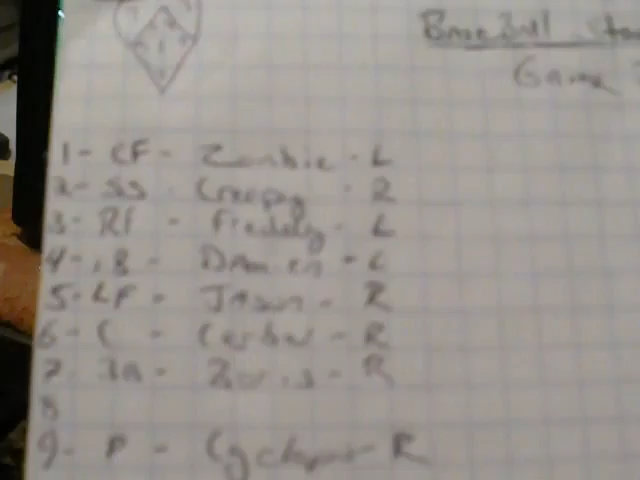 Baseball
Game
1- CF - Zombie - L
2- SS - Creepy - R
3- RF - Freddy - L
4- 1B - Damien - L
5- LF - Jason - R
6- C - - R
7- 3B - - R
8
9- P - Cyclops - R